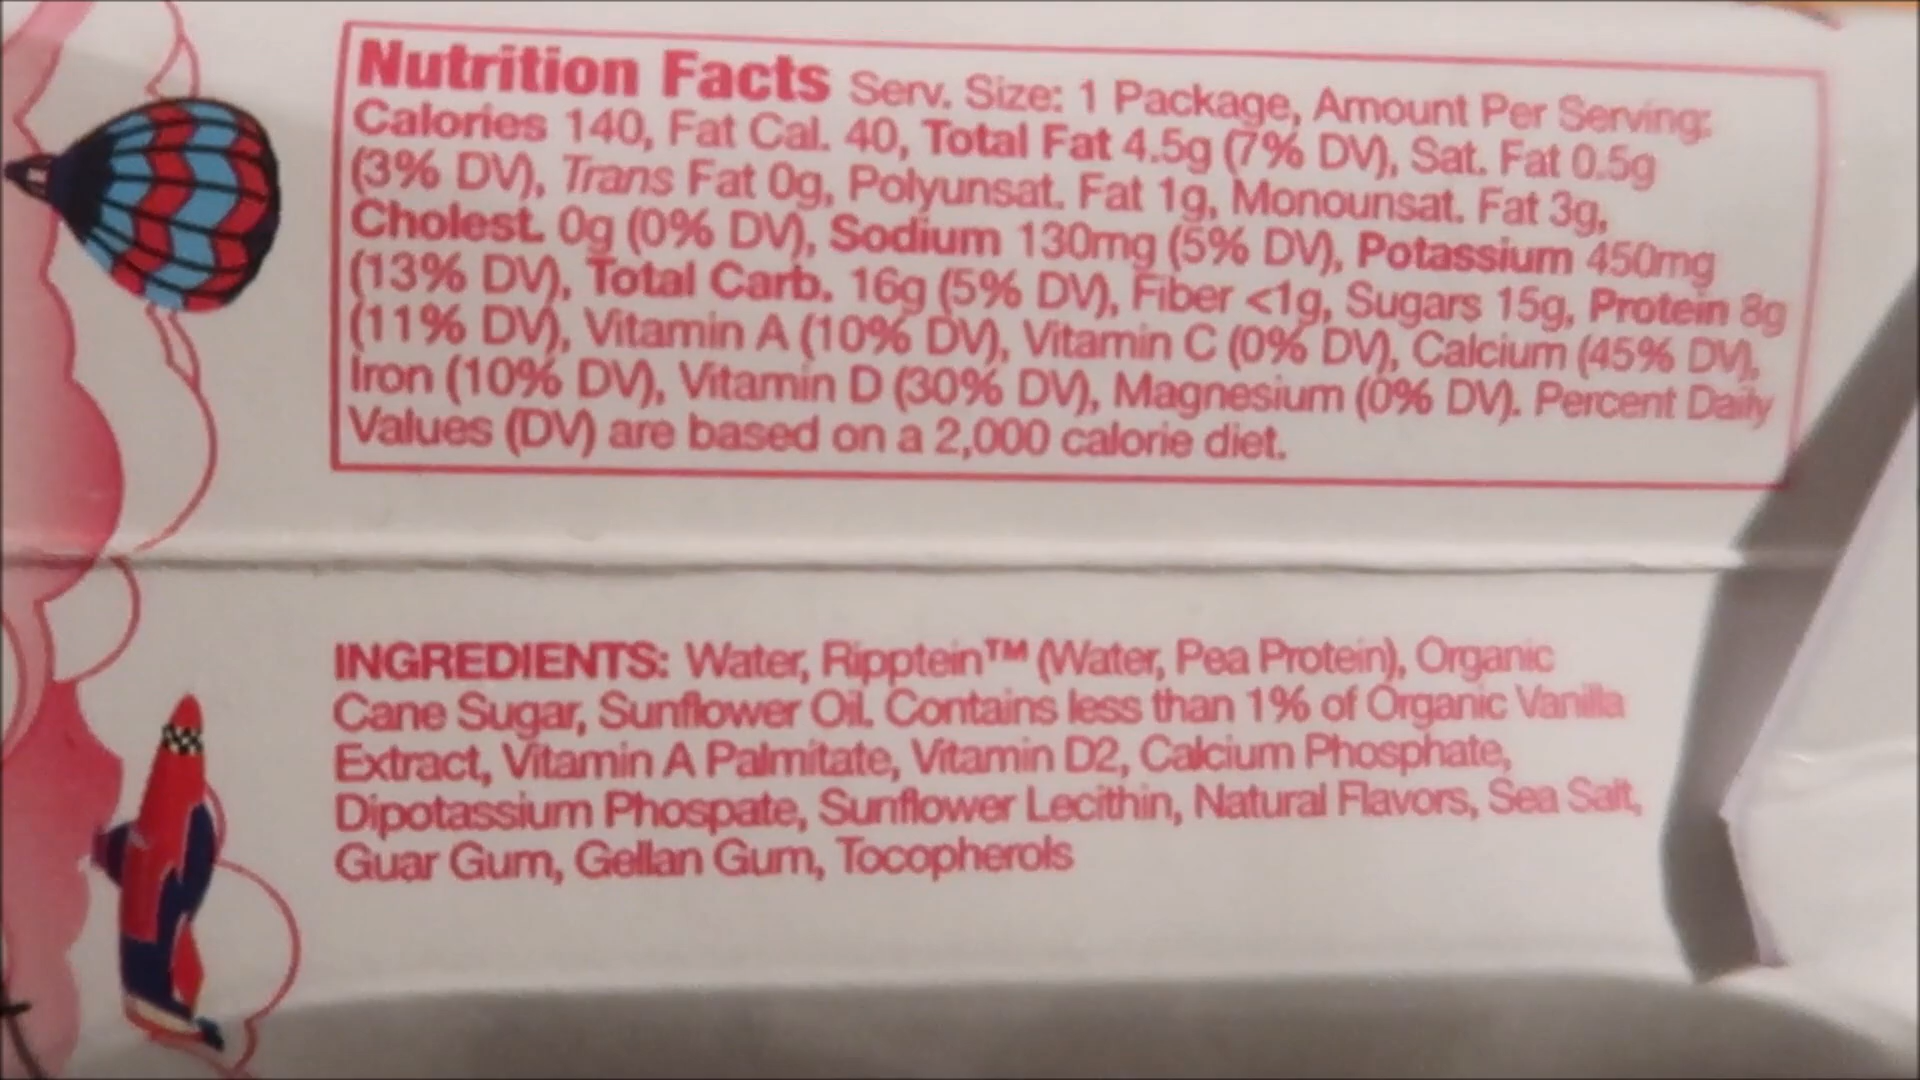 Nutrition Facts Serv. Size: 1 Package, Amount Per Serving:
Calories 140, Fat Cal. 40, Total Fat 4.5g (7% DV), Sat. Fat 0.5g
(3% DV), Trans Fat 0g, Polyunsat. Fat 1g, Monounsat. Fat 3g,
Cholest. 0g (0% DV), Sodium 130mg (5% DV), Potassium 450mg
(13% DV), Total Carb. 16g (5% DV), Fiber <1g, Sugars 15g, Protein 8g
(11% DV), Vitamin A (10% DV), Vitamin C (0% DV), Calcium (45% DV),
Iron (10% DV), Vitamin D (30% DV), Magnesium (0% DV). Percent Daily
Values (DV) are based on a 2,000 calorie diet.
INGREDIENTS: Water, Ripptein™ (Water, Pea Protein), Organic
Cane Sugar, Sunflower Oil. Contains less than 1% of Organic Vanilla
Extract, Vitamin A Palmitate, Vitamin D2, Calcium Phosphate,
Dipotassium Phospate, Sunflower Lecithin, Natural Flavors, Sea Salt,
Guar Gum, Gellan Gum, Tocopherols